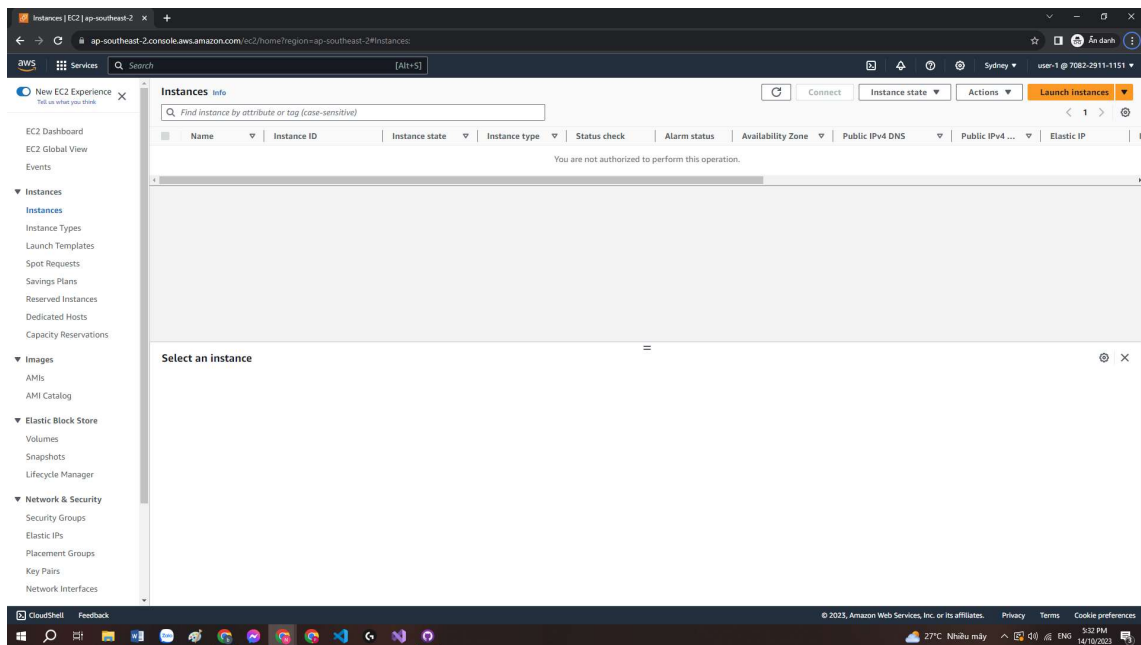 Instances | EC2 | ap-southeast-2
ap-southeast-2.console.aws.amazon.com/ec2/home?region=ap-southeast-2#Instances:
Ẩn danh
aws Services Search [Alt+S] Sydney user-1 @ 7082-2911-1151
New EC2 Experience
Tell us what you think
EC2 Dashboard
EC2 Global View
Events
Instances
Instances
Instance Types
Launch Templates
Spot Requests
Savings Plans
Reserved Instances
Dedicated Hosts
Capacity Reservations
Images
AMIs
AMI Catalog
Elastic Block Store
Volumes
Snapshots
Lifecycle Manager
Network & Security
Security Groups
Elastic IPs
Placement Groups
Key Pairs
Network Interfaces
Instances Info Connect Instance state Actions Launch instances
Find instance by attribute or tag (case-sensitive) 1
Name Instance ID Instance state Instance type Status check Alarm status Availability Zone Public IPv4 DNS Public IPv4 ... Elastic IP
You are not authorized to perform this operation.
Select an instance
CloudShell Feedback © 2023, Amazon Web Services, Inc. or its affiliates. Privacy Terms Cookie preferences
27°C Nhiều mây ENG 5:32 PM
14/10/2023